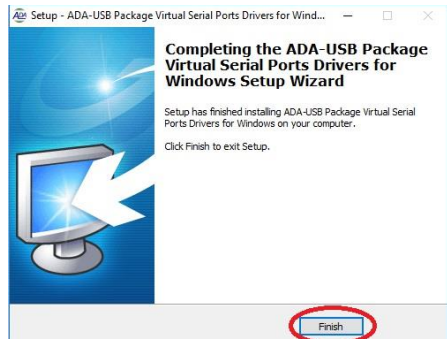 ADA Setup - ADA-USB Package Virtual Serial Ports Drivers for Wind...
Completing the ADA-USB Package
Virtual Serial Ports Drivers for
Windows Setup Wizard
Setup has finished installing ADA-USB Package Virtual Serial
Ports Drivers for Windows on your computer.
Click Finish to exit Setup.
Finish